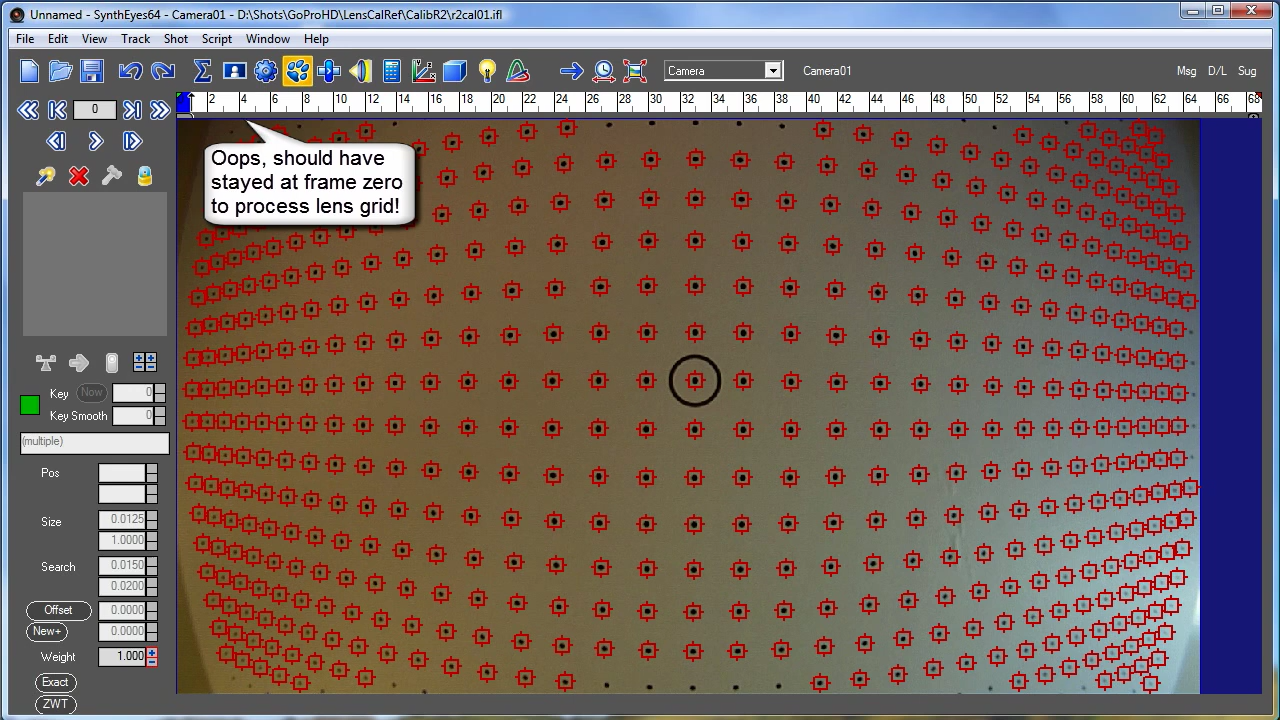 Unnamed - SynthEyes64 - Camera01 - D:\Shots\GoProHD\LensCalRef\CalibR2\r2cal01.ifl
File Edit View Track Shot Script Window Help
Camera Camera01 Msg D/L Sug
0 2 4 6 8 10 12 14 16 18 20 22 24 26 28 30 32 34 36 38 40 42 44 46 48 50 52 54 56 58 60 62 64 66 68
Oops, should have
stayed at frame zero
to process lens grid!
Key Now 0
Key Smooth 0
(multiple)
Pos
Size 0.0125
1.0000
Search 0.0150
0.0200
Offset 0.0000
New+ 0.0000
Weight 1.000
Exact
ZWT